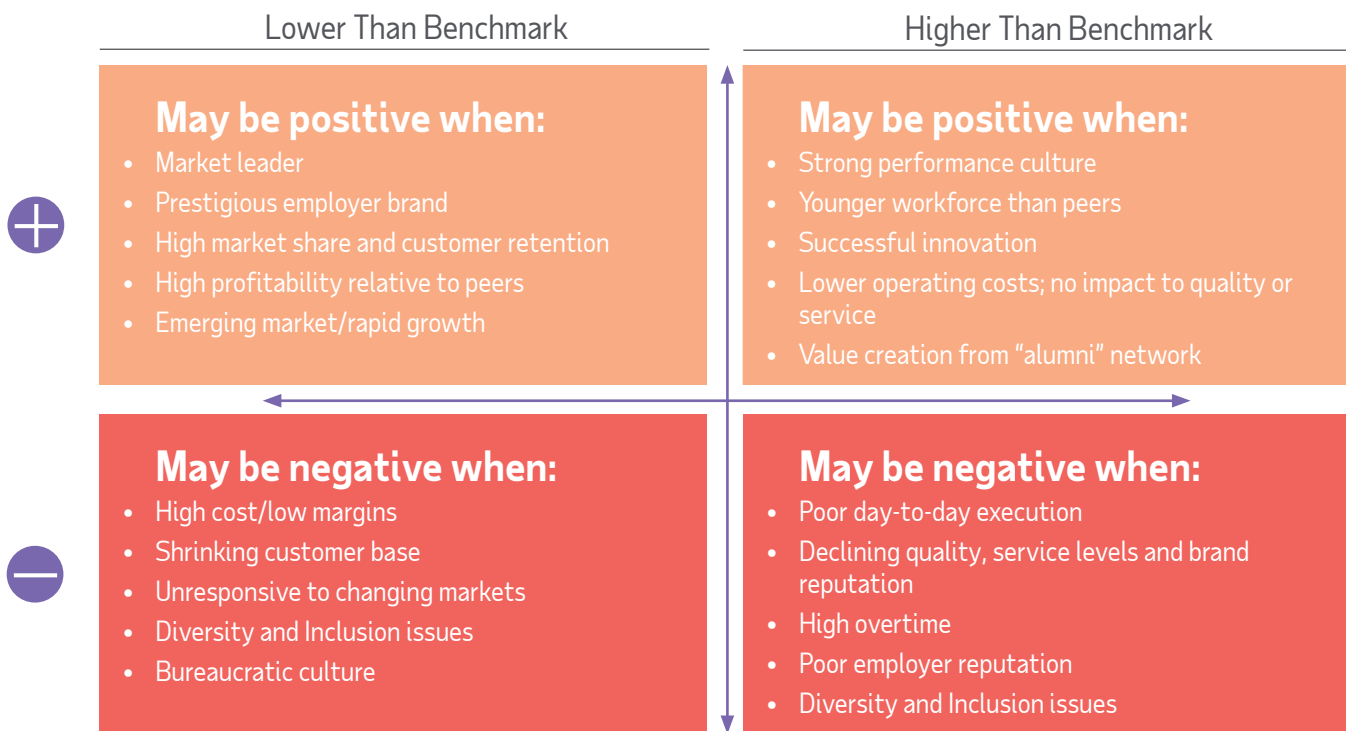 Lower Than Benchmark
Higher Than Benchmark
May be positive when:
• Market leader
• Prestigious employer brand
• High market share and customer retention
• High profitability relative to peers
• Emerging market/rapid growth
May be positive when:
• Strong performance culture
• Younger workforce than peers
• Successful innovation
• Lower operating costs; no impact to quality or
service
• Value creation from “alumni” network
May be negative when:
• High cost/low margins
• Shrinking customer base
• Unresponsive to changing markets
• Diversity and Inclusion issues
• Bureaucratic culture
May be negative when:
• Poor day-to-day execution
• Declining quality, service levels and brand
reputation
• High overtime
• Poor employer reputation
• Diversity and Inclusion issues